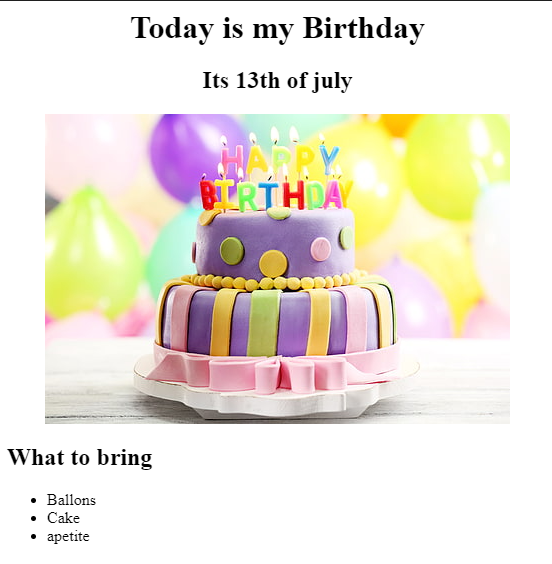 Today is my Birthday
Its 13th of july
HAPPY
BIRTHDAY
What to bring
Ballons
Cake
apetite